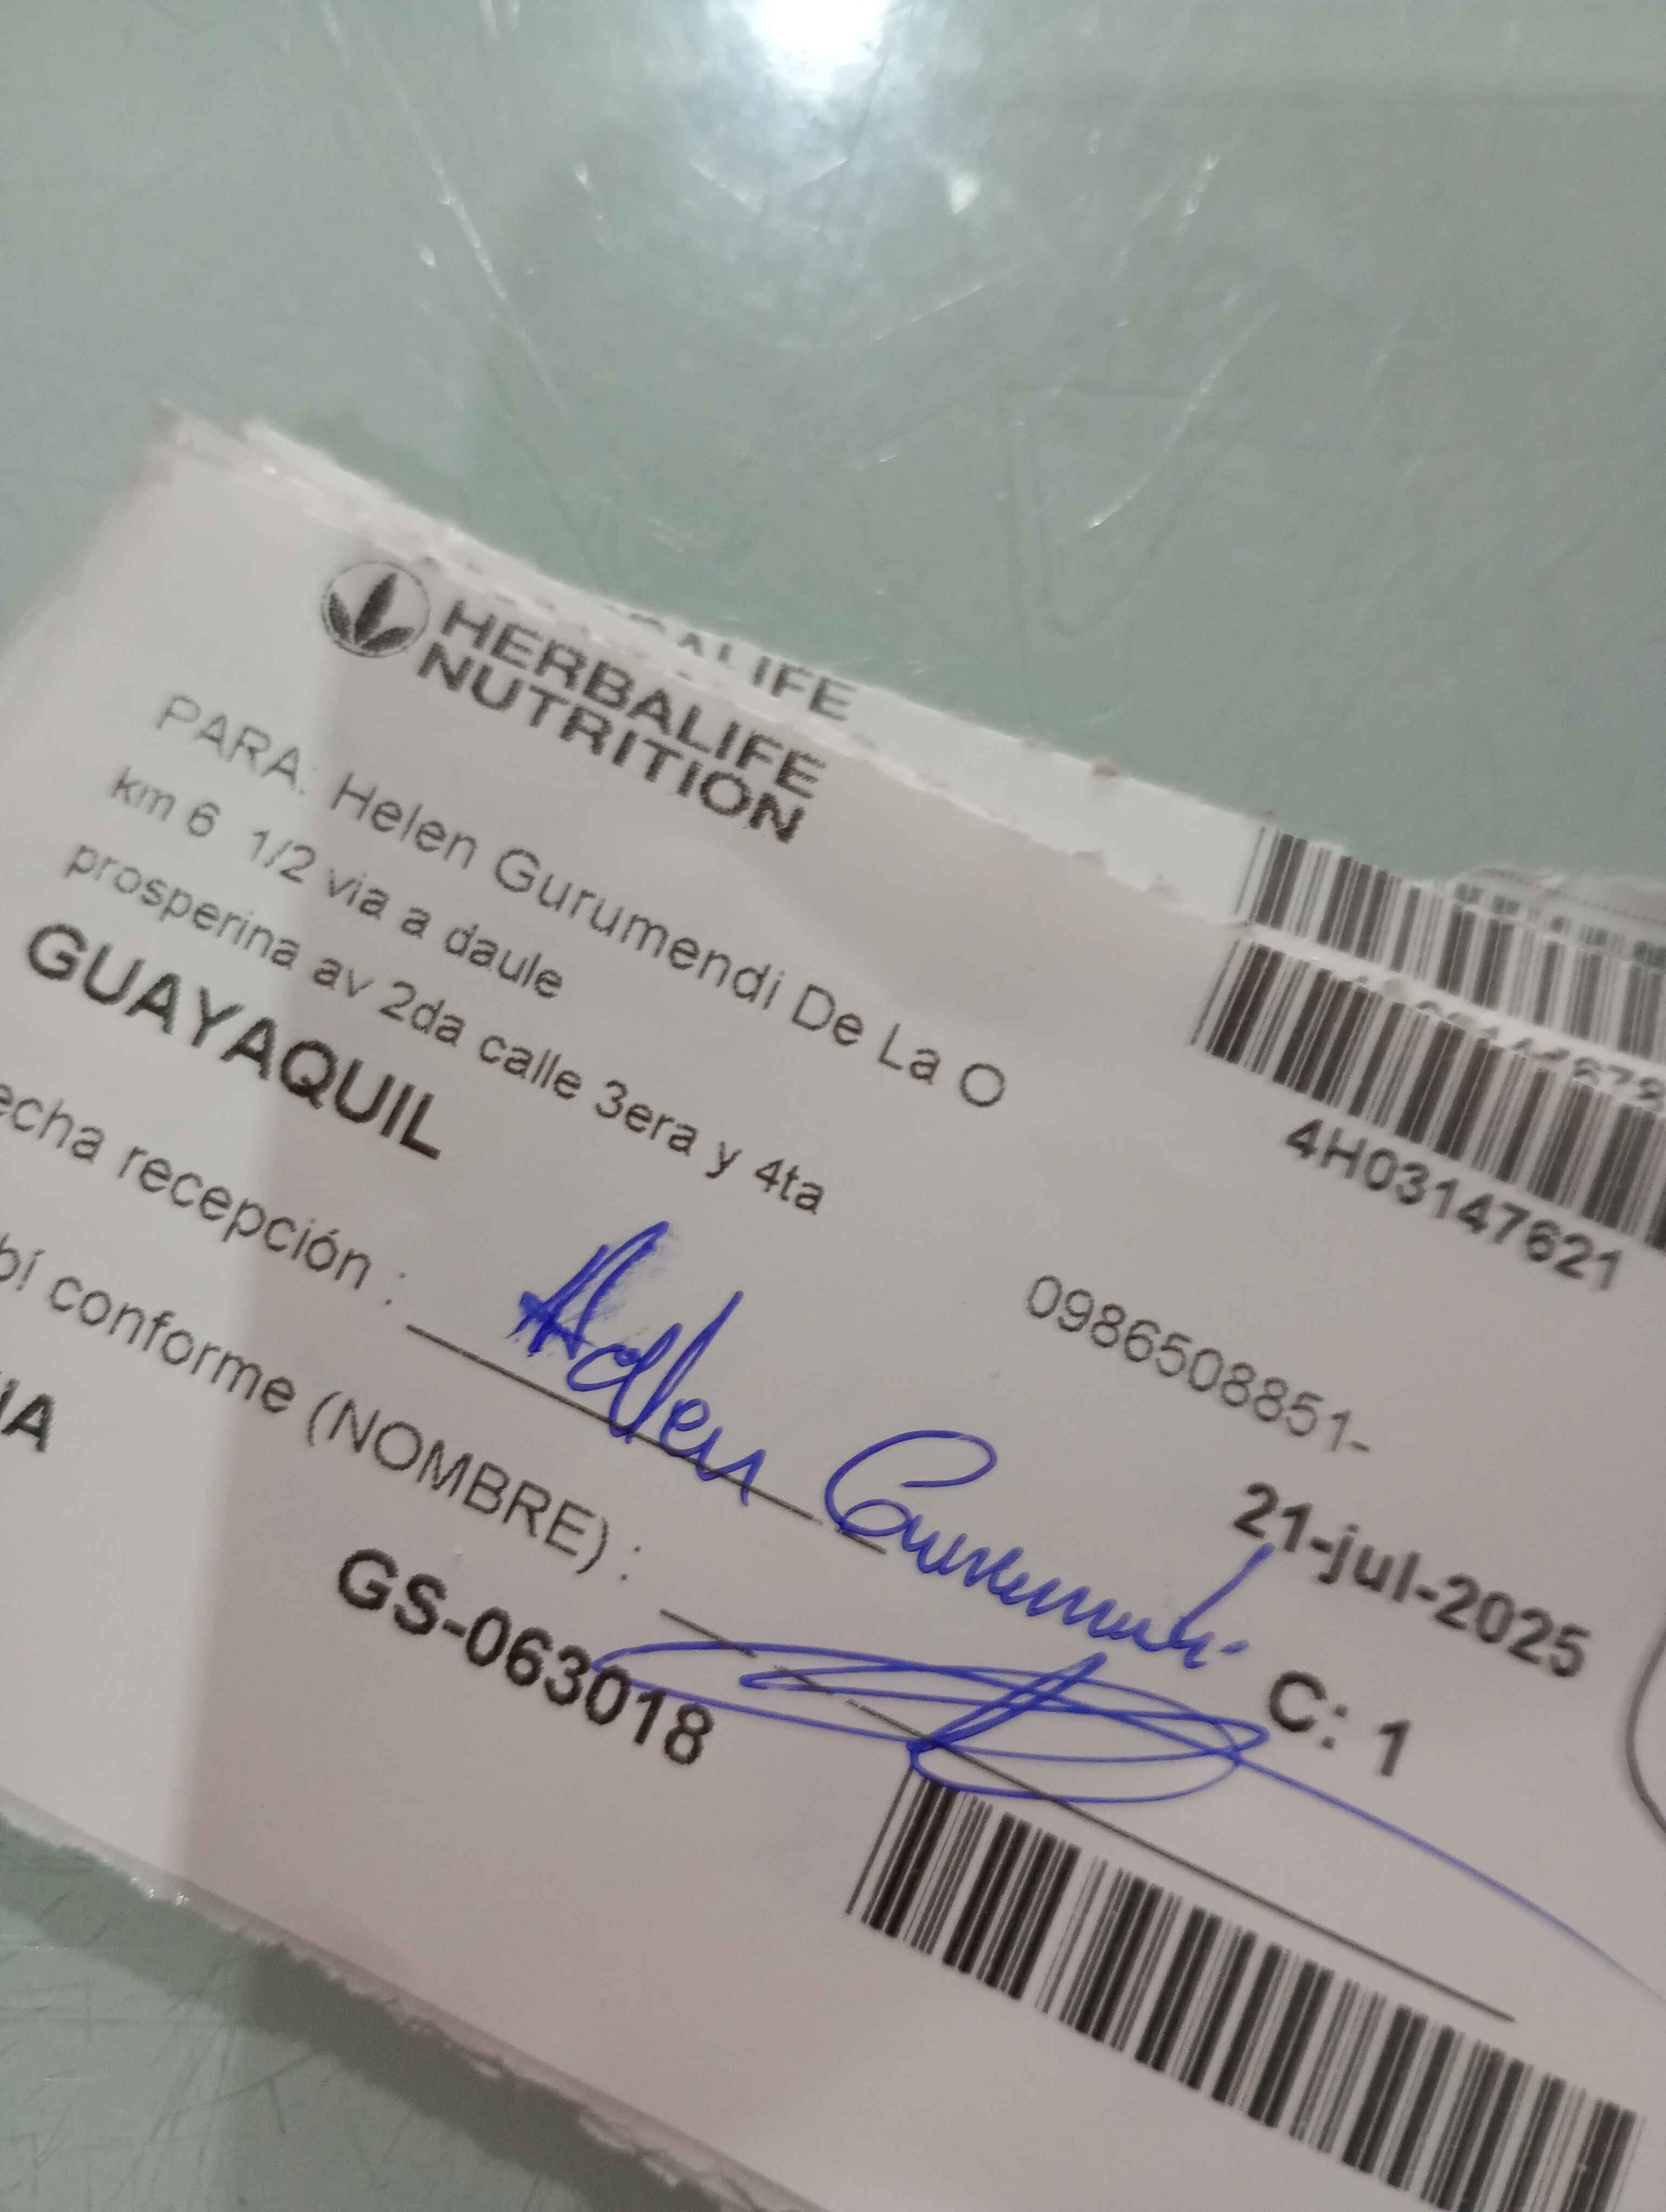 HERBALIFE
NUTRITION
PARA: Helen Gurumendi De La O
km 6 1/2 via a daule
prosperina av 2da calle 3era y 4ta
GUAYAQUIL
4H03147621
0986508851-
echa recepción :
21-jul-2025
bí conforme (NOMBRE) :
GS-063018
C: 1